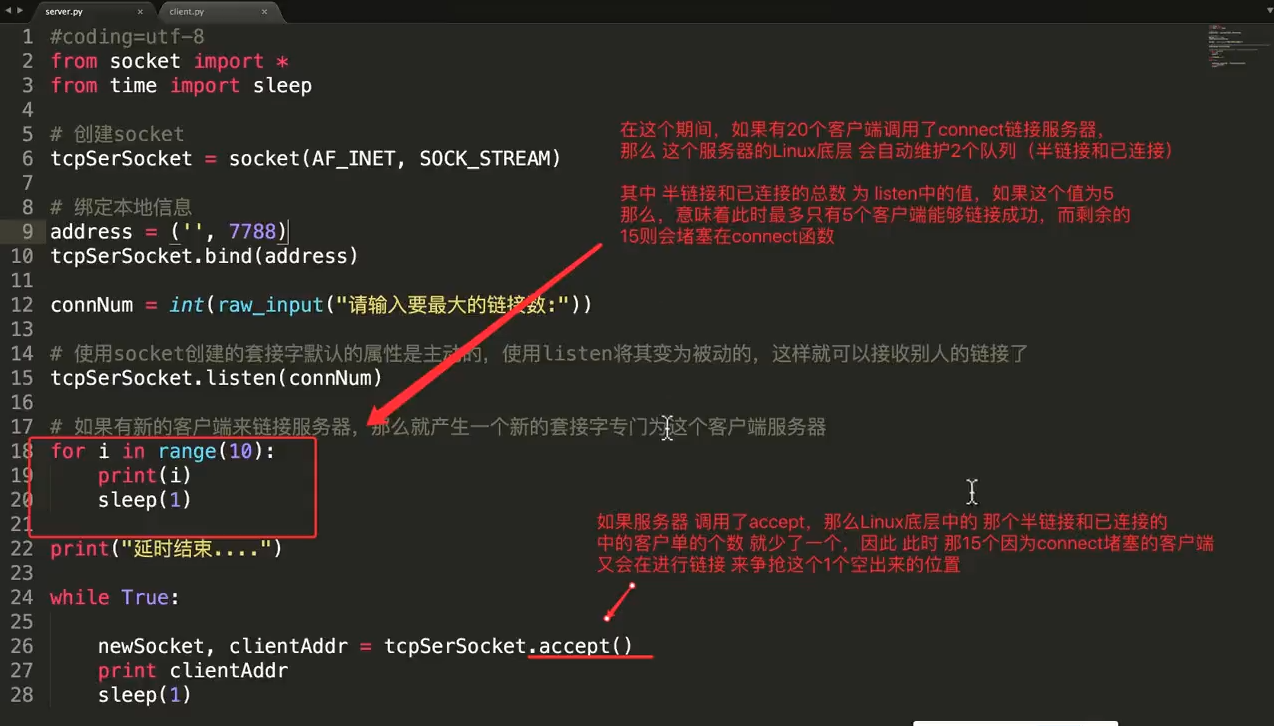 server.py
client.py
1 #coding=utf-8
2 from socket import *
3 from time import sleep
4
5 # 创建socket
6 tcpSerSocket = socket(AF_INET, SOCK_STREAM)
7
8 # 绑定本地信息
9 address = ('', 7788)
10 tcpSerSocket.bind(address)
11
12 connNum = int(raw_input("请输入要最大的链接数:"))
13
14 # 使用socket创建的套接字默认的属性是主动的，使用listen将其变为被动的，这样就可以接收别人的链接了
15 tcpSerSocket.listen(connNum)
16
17 # 如果有新的客户端来链接服务器，那么就产生一个新的套接字专门为这个客户端服务器
18 for i in range(10):
19 print(i)
20 sleep(1)
21
22 print("延时结束....")
23
24 while True:
25
26 newSocket, clientAddr = tcpSerSocket.accept()
27 print clientAddr
28 sleep(1)
在这个期间，如果有20个客户端调用了connect链接服务器，
那么 这个服务器的Linux底层 会自动维护2个队列（半链接和已连接）
其中 半链接和已连接的总数 为 listen中的值，如果这个值为5
那么，意味着此时最多只有5个客户端能够链接成功，而剩余的
15则会堵塞在connect函数
如果服务器 调用了accept，那么Linux底层中的 那个半链接和已连接的
中的客户单的个数 就少了一个，因此 此时 那15个因为connect堵塞的客户端
又会在进行链接 来争抢这个1个空出来的位置